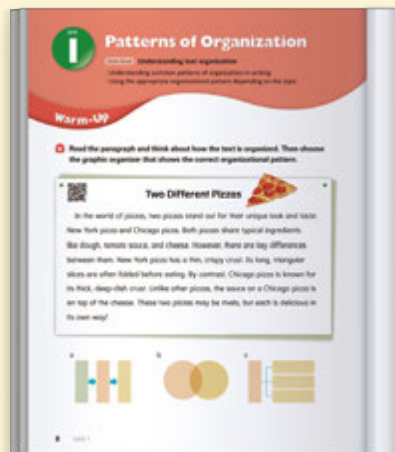 1
Patterns of Organization
Understanding text organization
Understanding common patterns of organization in writing
Using the appropriate organizational pattern depending on the topic
Warm-Up
Read the paragraph and think about how the text is organized. Then choose
the graphic organizer that shows the correct organizational pattern.
Two Different Pizzas
In the world of pizzas, two pizzas stand out for their unique look and taste:
New York pizza and Chicago pizza. Both pizzas share typical ingredients
like dough, tomato sauce, and cheese. However, there are key differences
between them. New York pizza has a thin, crispy crust. Its long, triangular
slices are often folded before eating. By contrast, Chicago pizza is known for
its thick, deep-dish crust. Unlike other pizzas, the sauce on a Chicago pizza is
on top of the cheese. These two pizzas may be rivals, but each is delicious in
its own way!
a b c
8 Unit 1